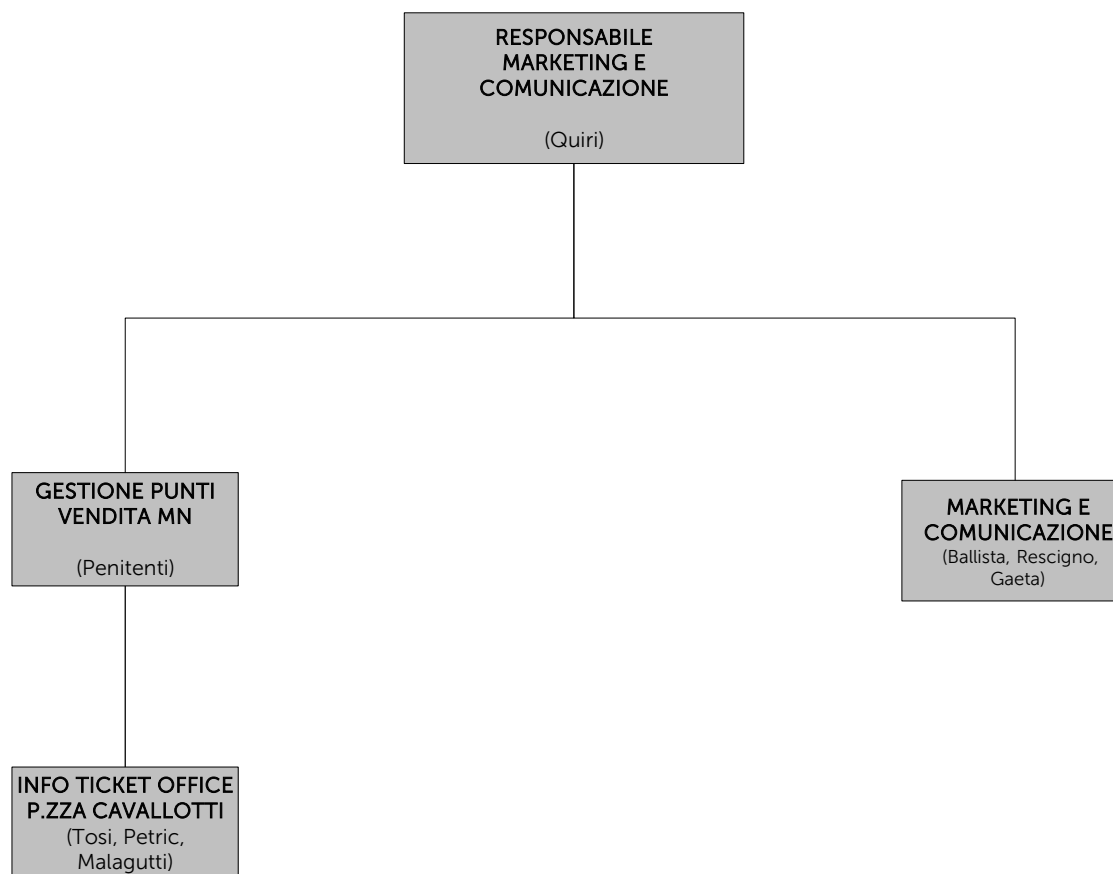 RESPONSABILE
MARKETING E
COMUNICAZIONE
(Quiri)
GESTIONE PUNTI
VENDITA MN
(Penitenti)
MARKETING E
COMUNICAZIONE
(Ballista, Rescigno,
Gaeta)
INFO TICKET OFFICE
P.ZZA CAVALLOTTI
(Tosi, Petric,
Malagutti)